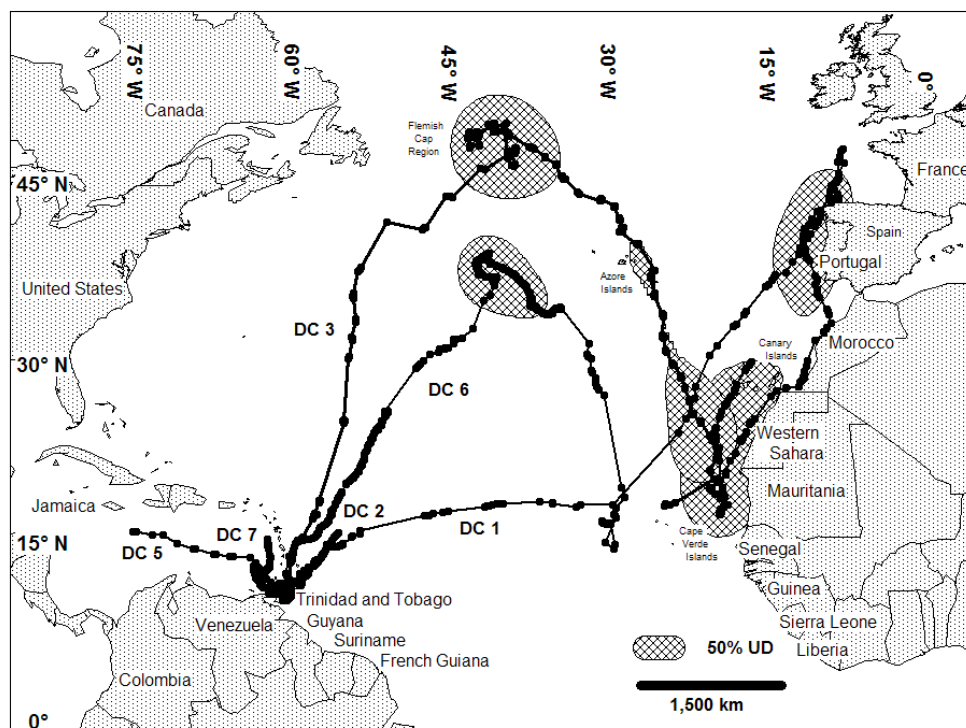 75° W
60° W
45° W
30° W
15° W
0°
Canada
Flemish
Cap
Region
France
45° N
Spain
Portugal
Azore
Islands
United States
DC 3
Morocco
Canary
Islands
30° N
DC 6
Western
Sahara
Mauritania
Jamaica
DC 2
DC 1
15° N
DC 7
DC 5
Cape
Verde
Islands
Senegal
Guinea
Trinidad and Tobago
Guyana
Venezuela
Suriname
Sierra Leone
Liberia
French Guiana
50% UD
Colombia
1,500 km
0°